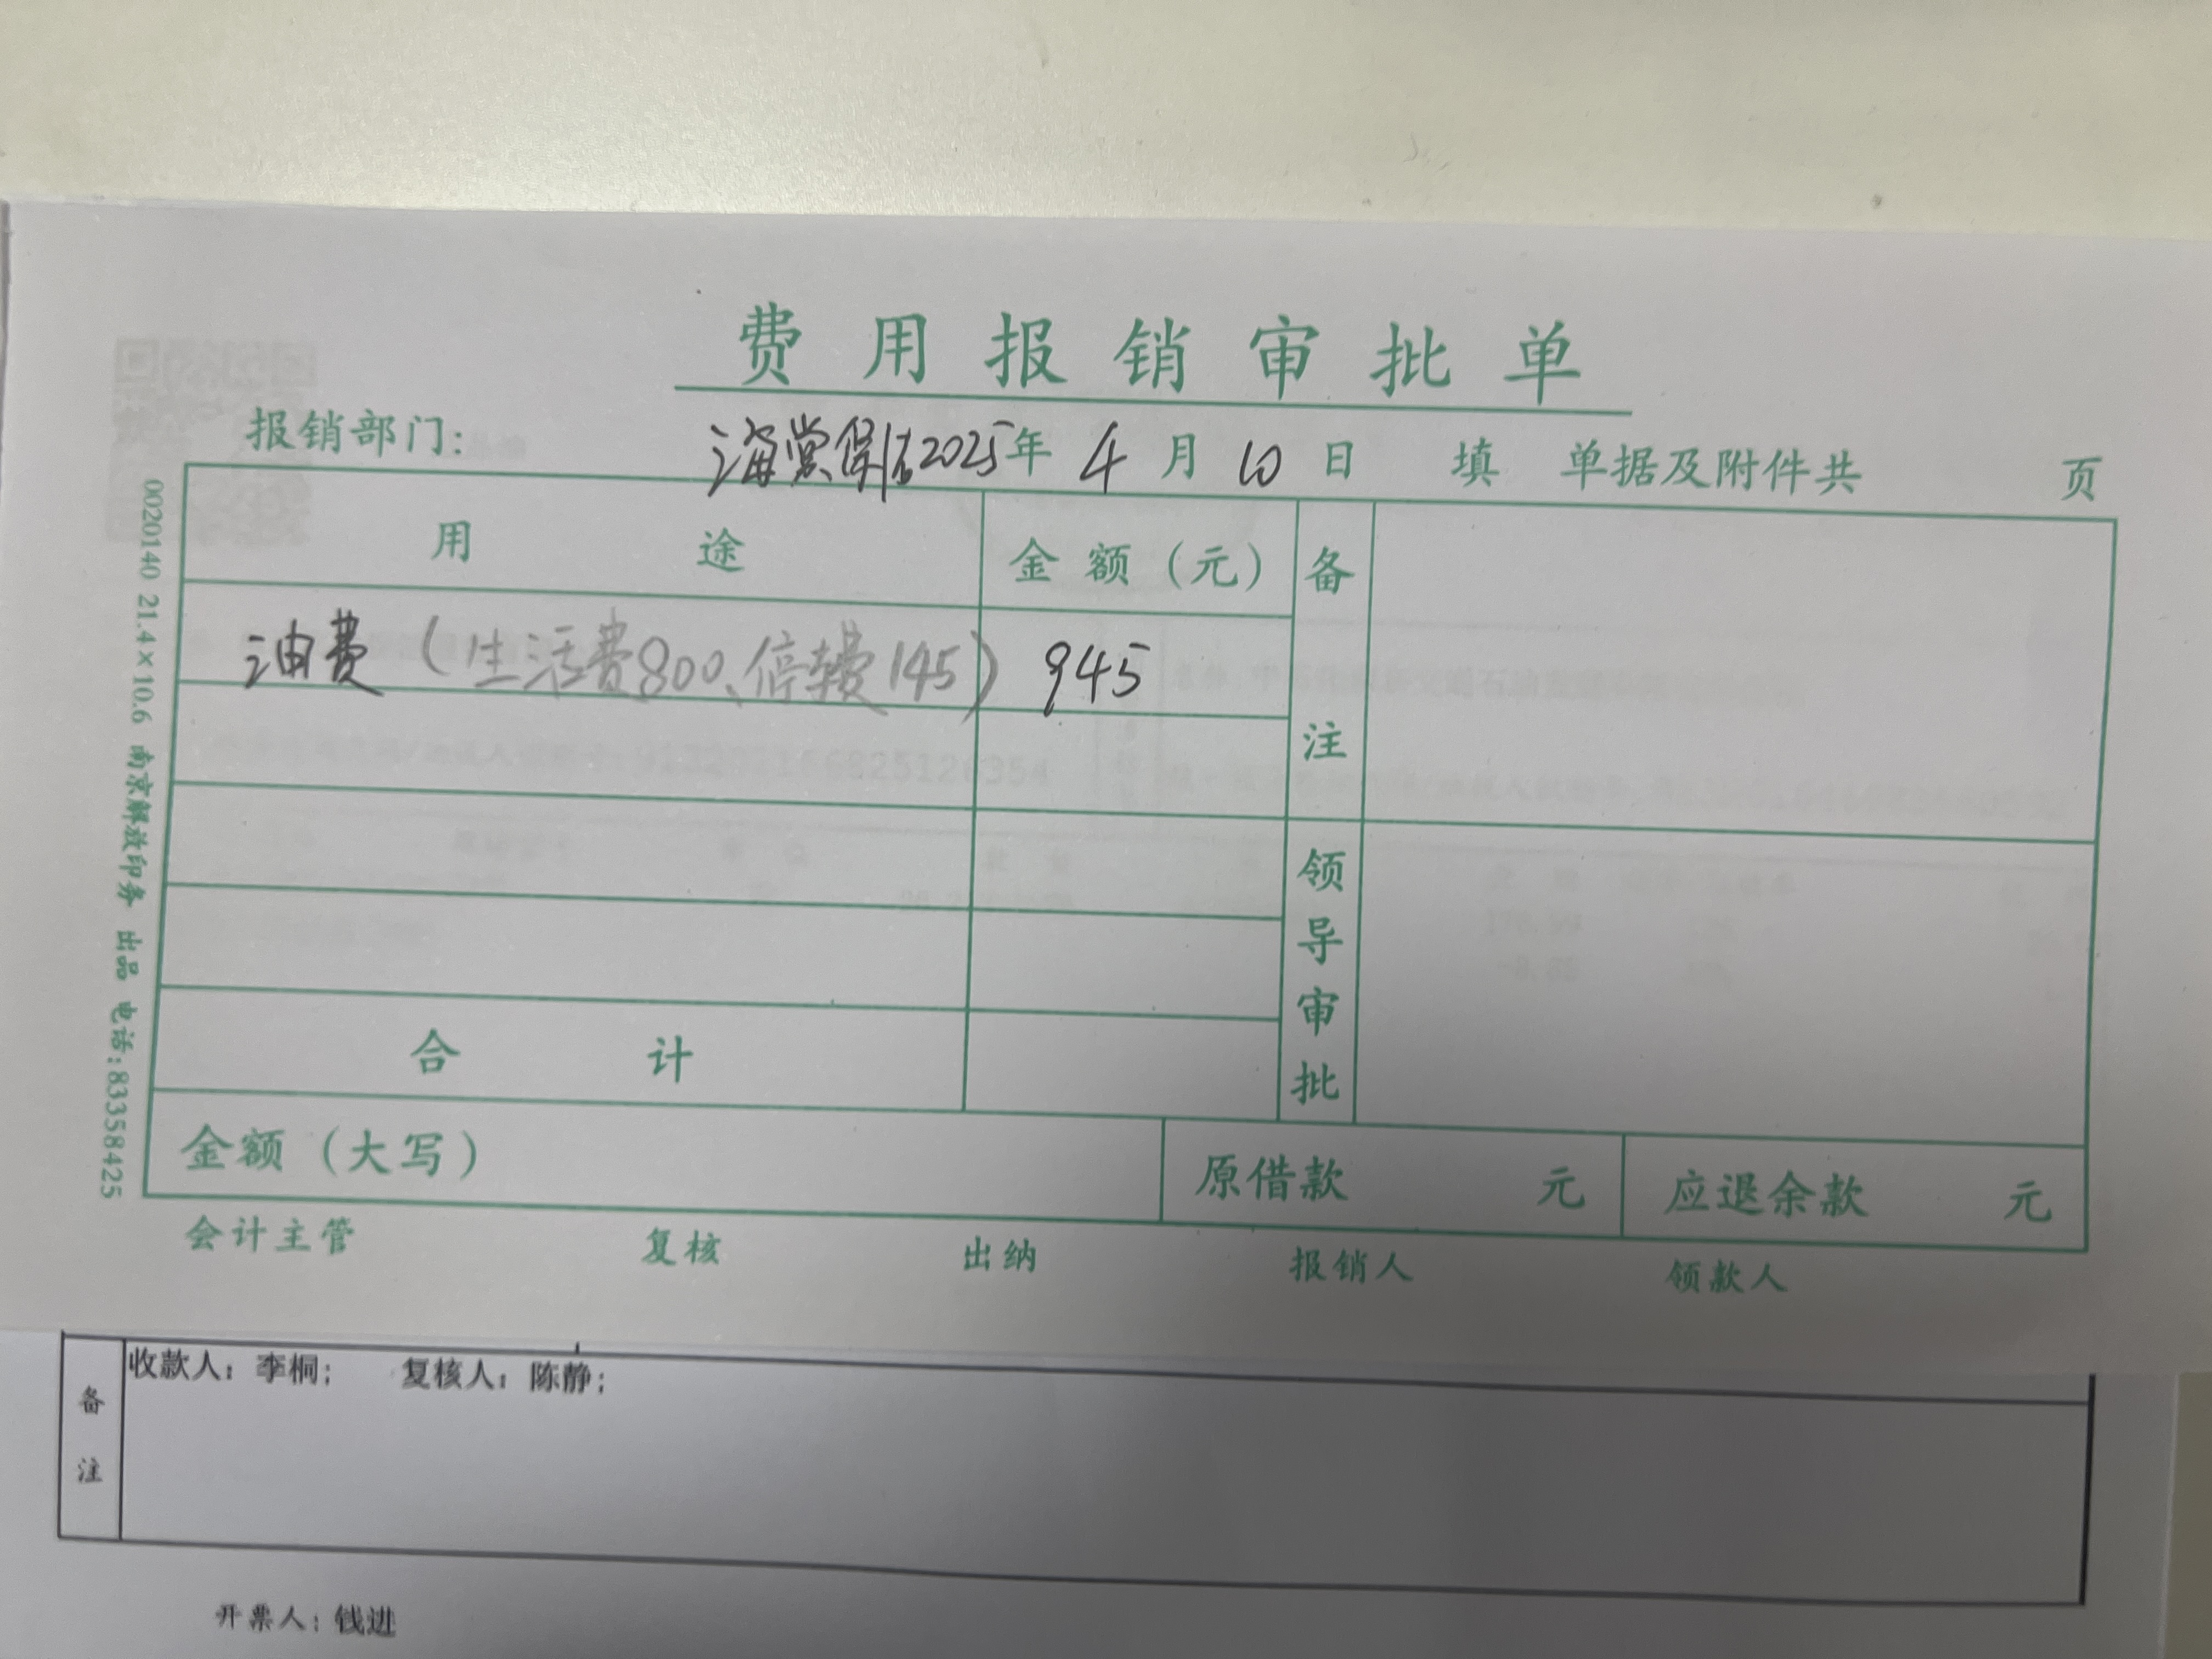 费用报销审批单
报销部门: 海棠保洁2025年 4 月 10 日 填 单据及附件共 页
用途 金额(元) 备注
油费(生活费800、停车费145) 945
领导审批
合计
金额(大写) 原借款 元 应退余款 元
会计主管 复核 出纳 报销人 领款人
0020140 21.4×10.6 南京解放印务 出品 电话:83358425
备注
收款人:李桐; 复核人:陈静;
开票人:钱进